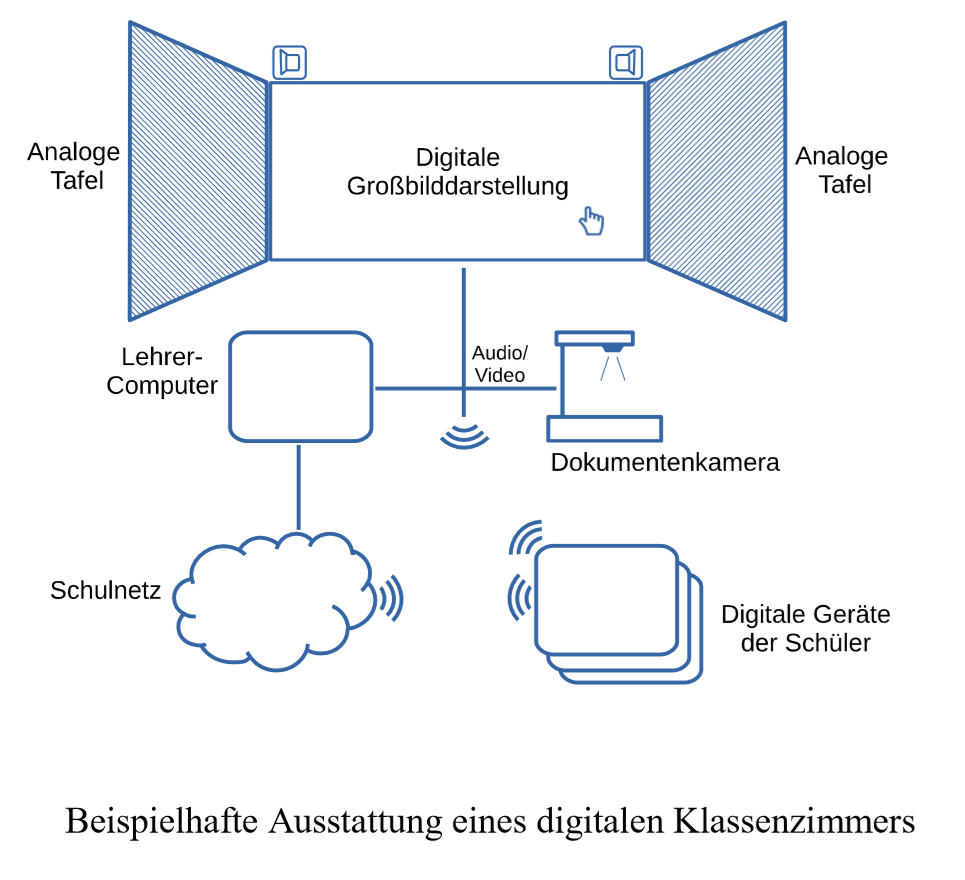 Analoge
Tafel
Digitale
Großbilddarstellung
Analoge
Tafel
Lehrer-
Computer
Audio/
Video
Dokumentenkamera
Schulnetz
Digitale Geräte
der Schüler
Beispielhafte Ausstattung eines digitalen Klassenzimmers